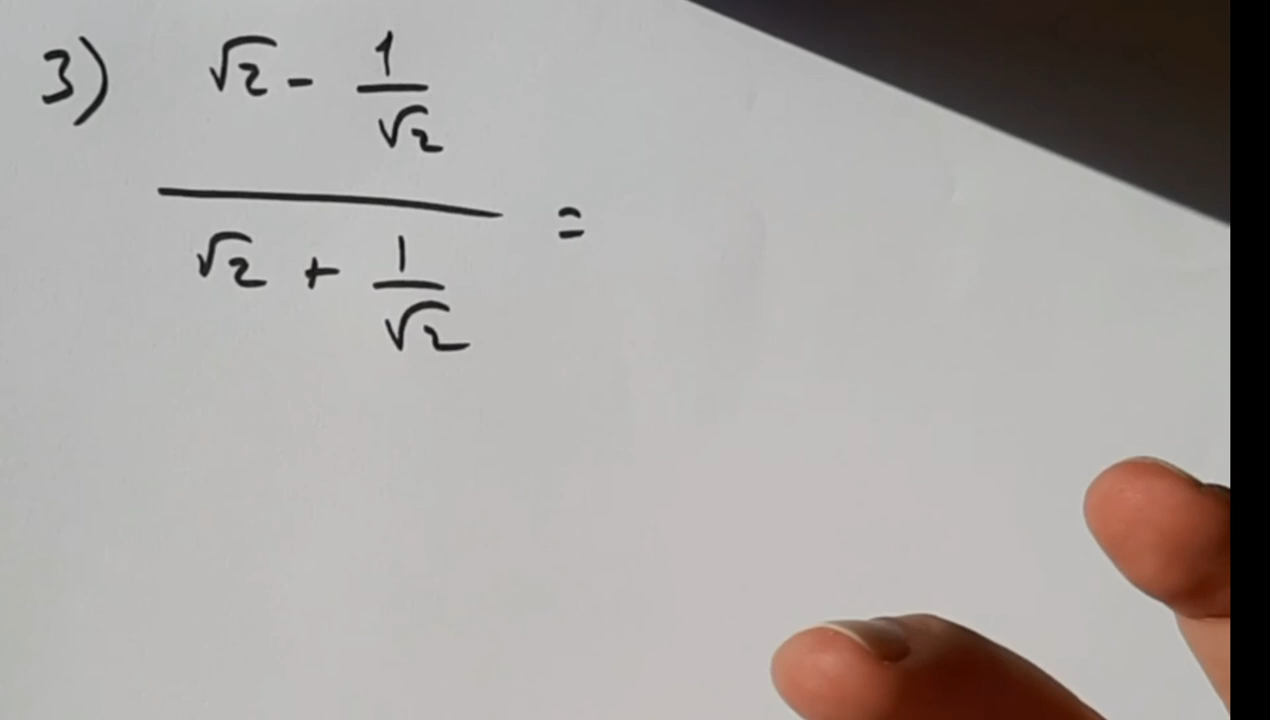 3) √2 - 1/√2
√2 + 1/√2 =